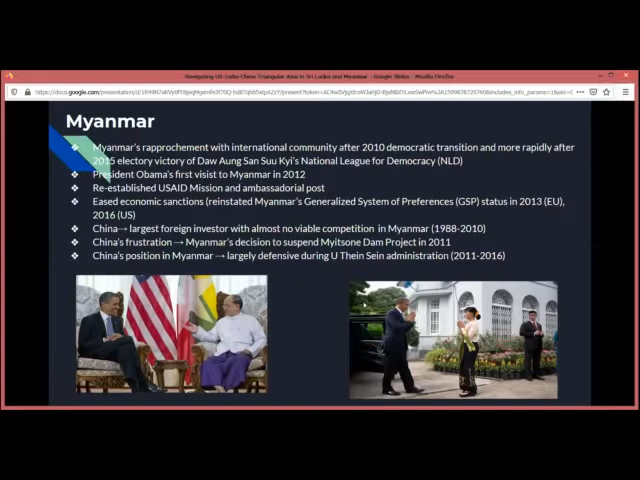 Navigating US-India-China Triangular Axis in Sri Lanka and Myanmar - Google Slides - Mozilla Firefox
Myanmar
❖ Myanmar's rapprochement with international community after 2010 democratic transition and more rapidly after
2015 electory victory of Daw Aung San Suu Kyi's National League for Democracy (NLD)
❖ President Obama's first visist to Myanmar in 2012
❖ Re-established USAID Mission and ambassadorial post
❖ Eased economic sanctions (reinstated Myanmar's Generalized System of Preferences (GSP) status in 2013 (EU),
2016 (US)
❖ China→ largest foreign investor with almost no viable competition in Myanmar (1988-2010)
❖ China's frustration → Myanmar's decision to suspend Myitsone Dam Project in 2011
❖ China's position in Myanmar → largely defensive during U Thein Sein administration (2011-2016)